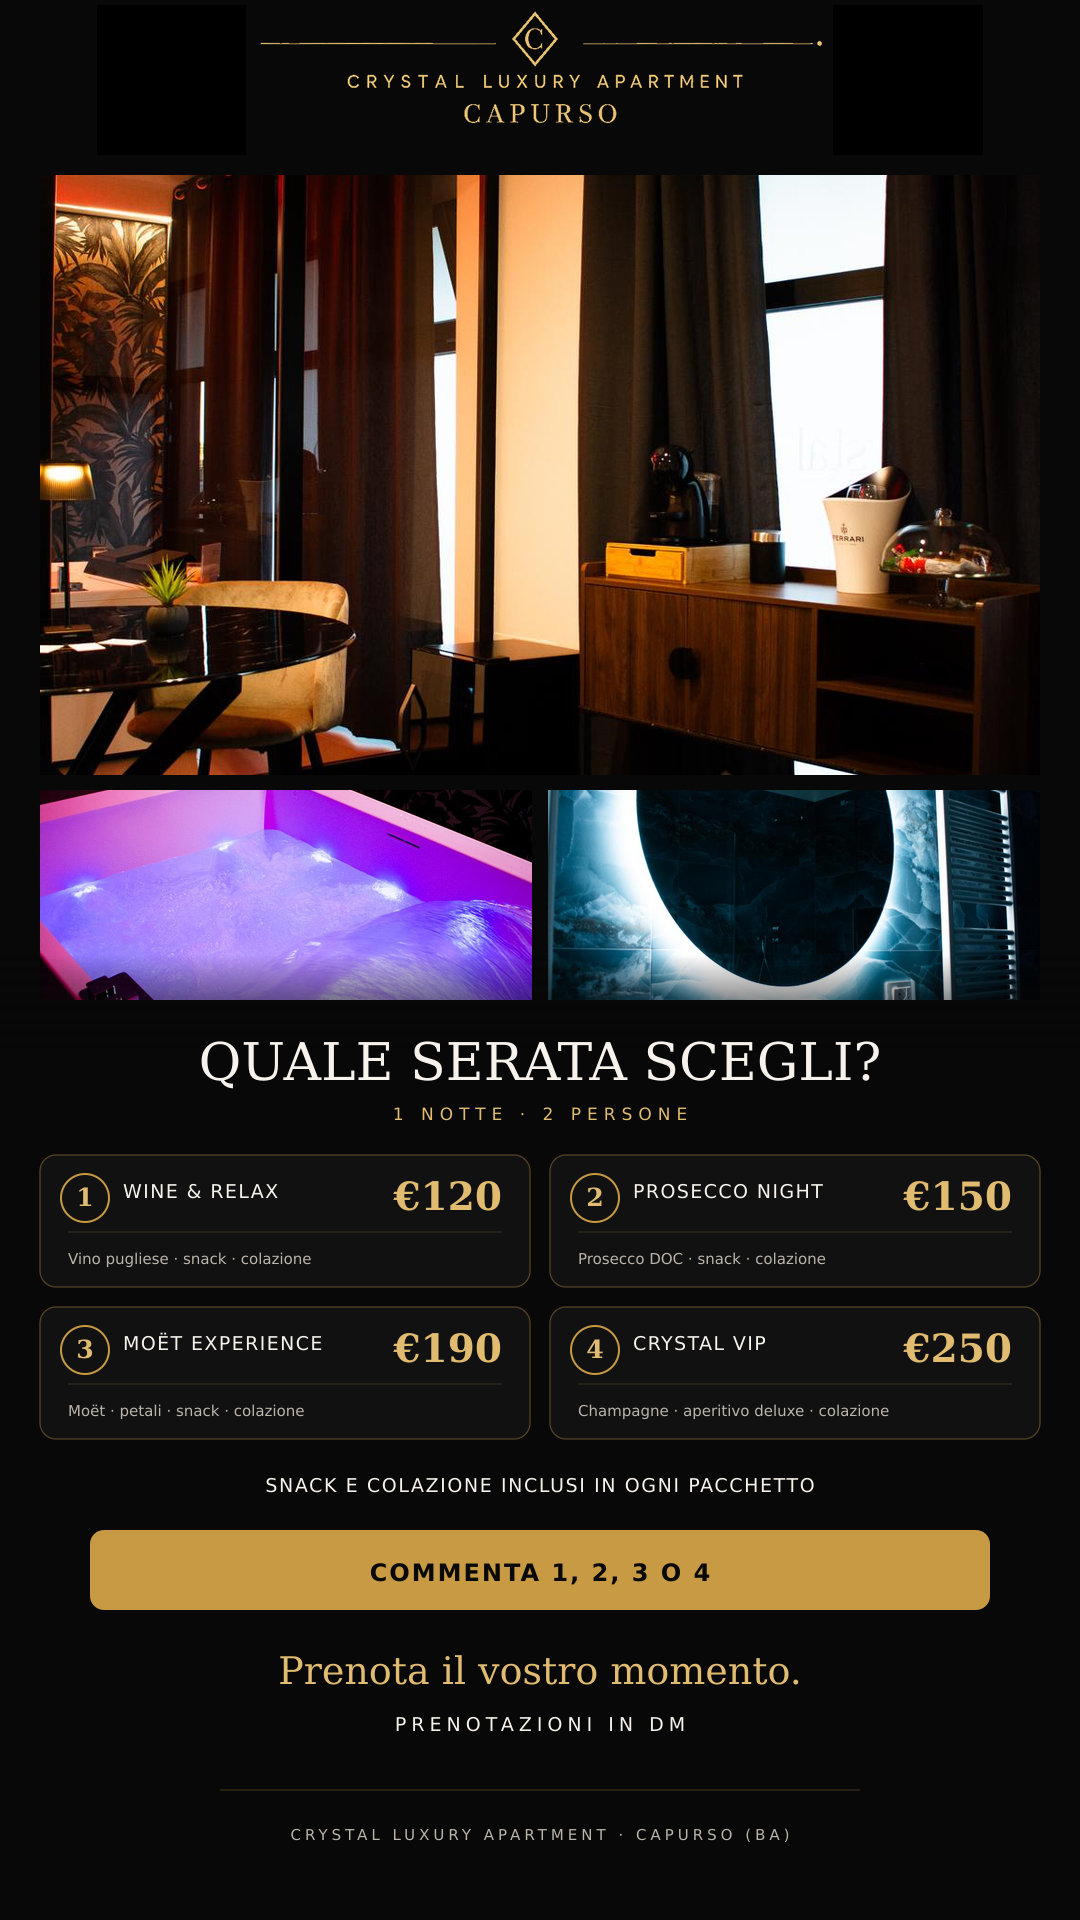 C
CRYSTAL LUXURY APARTMENT
CAPURSO
FERRARI
QUALE SERATA SCEGLI?
1 NOTTE · 2 PERSONE
1 WINE & RELAX €120
Vino pugliese · snack · colazione
2 PROSECCO NIGHT €150
Prosecco DOC · snack · colazione
3 MOËT EXPERIENCE €190
Moët · petali · snack · colazione
4 CRYSTAL VIP €250
Champagne · aperitivo deluxe · colazione
SNACK E COLAZIONE INCLUSI IN OGNI PACCHETTO
COMMENTA 1, 2, 3 O 4
Prenota il vostro momento.
PRENOTAZIONI IN DM
CRYSTAL LUXURY APARTMENT · CAPURSO (BA)